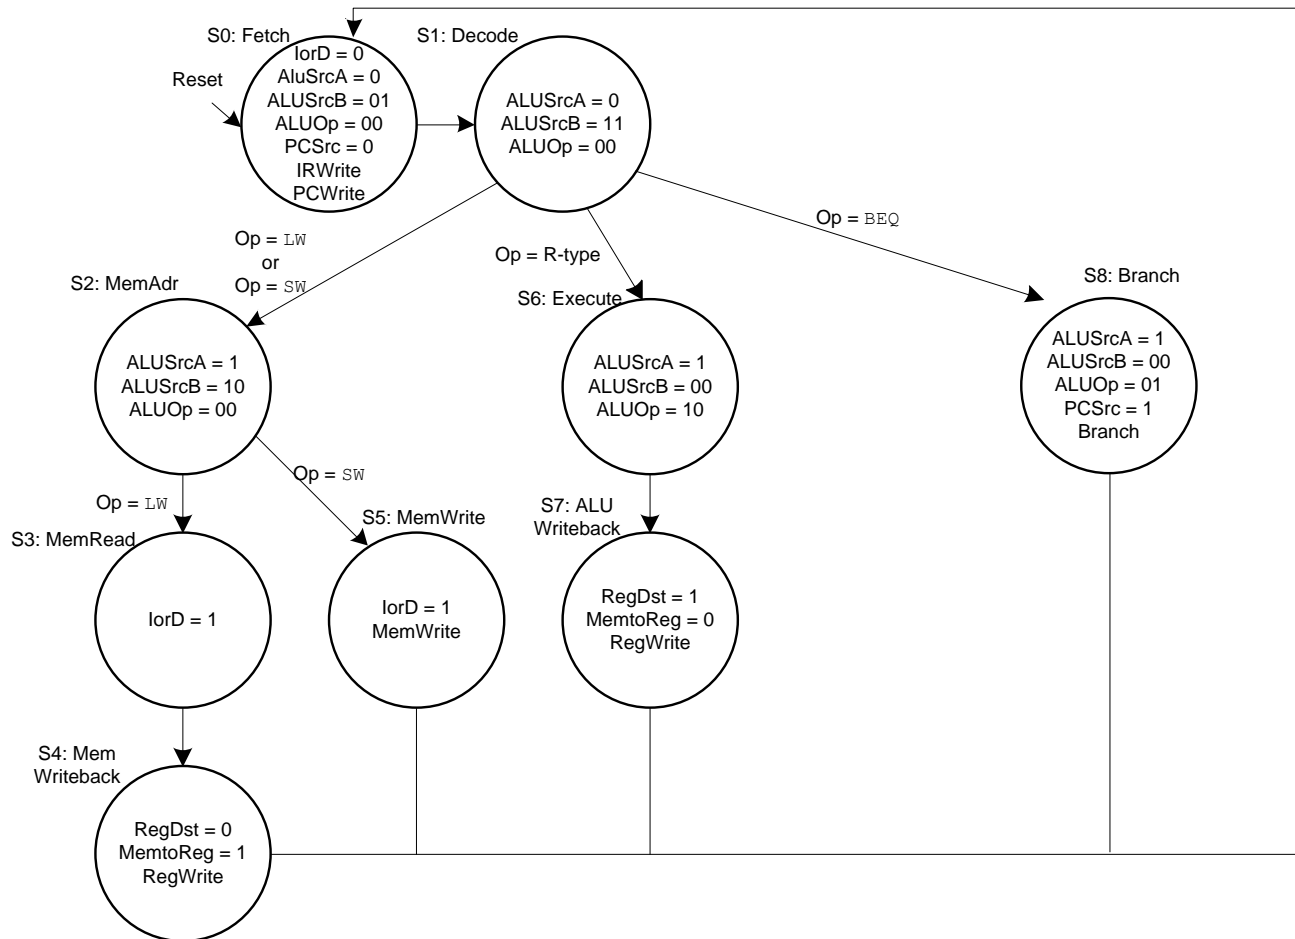 S0: Fetch
IorD = 0
AluSrcA = 0
ALUSrcB = 01
ALUOp = 00
PCSrc = 0
IRWrite
PCWrite
Reset
S1: Decode
ALUSrcA = 0
ALUSrcB = 11
ALUOp = 00
Op = LW
or
Op = SW
Op = R-type
Op = BEQ
S2: MemAdr
ALUSrcA = 1
ALUSrcB = 10
ALUOp = 00
S6: Execute
ALUSrcA = 1
ALUSrcB = 00
ALUOp = 10
S8: Branch
ALUSrcA = 1
ALUSrcB = 00
ALUOp = 01
PCSrc = 1
Branch
Op = LW
Op = SW
S3: MemRead
IorD = 1
S5: MemWrite
IorD = 1
MemWrite
S7: ALU
Writeback
RegDst = 1
MemtoReg = 0
RegWrite
S4: Mem
Writeback
RegDst = 0
MemtoReg = 1
RegWrite